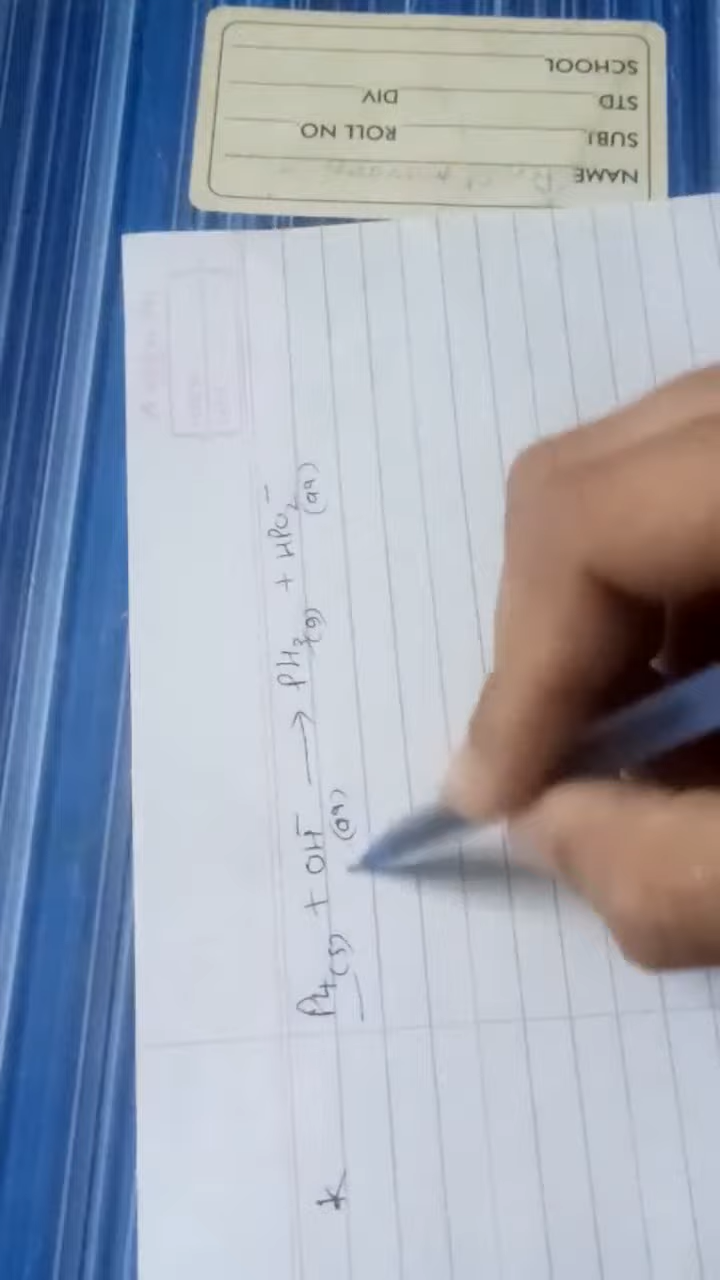 NAME
SUBJ. ROLL NO
STD DIV
SCHOOL
* P4(s) + OH⁻(aq) → PH₃(g) + HPO₂⁻(aq)